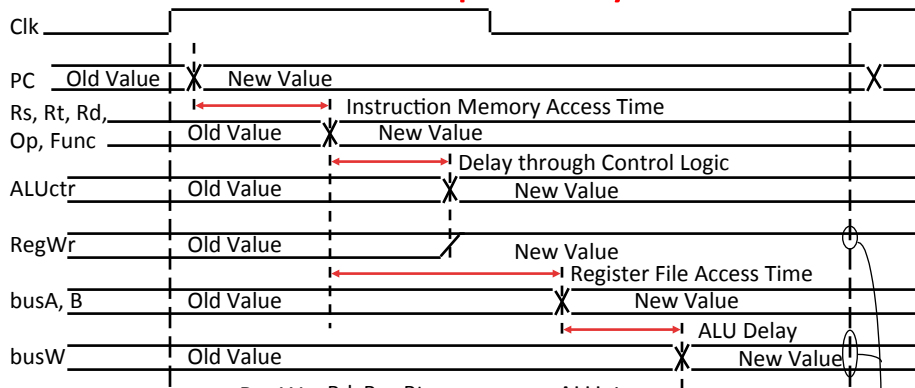 Clk
PC Old Value New Value
Rs, Rt, Rd, Instruction Memory Access Time
Op, Func Old Value New Value
Delay through Control Logic
ALUctr Old Value New Value
RegWr Old Value New Value
Register File Access Time
busA, B Old Value New Value
ALU Delay
busW Old Value New Value